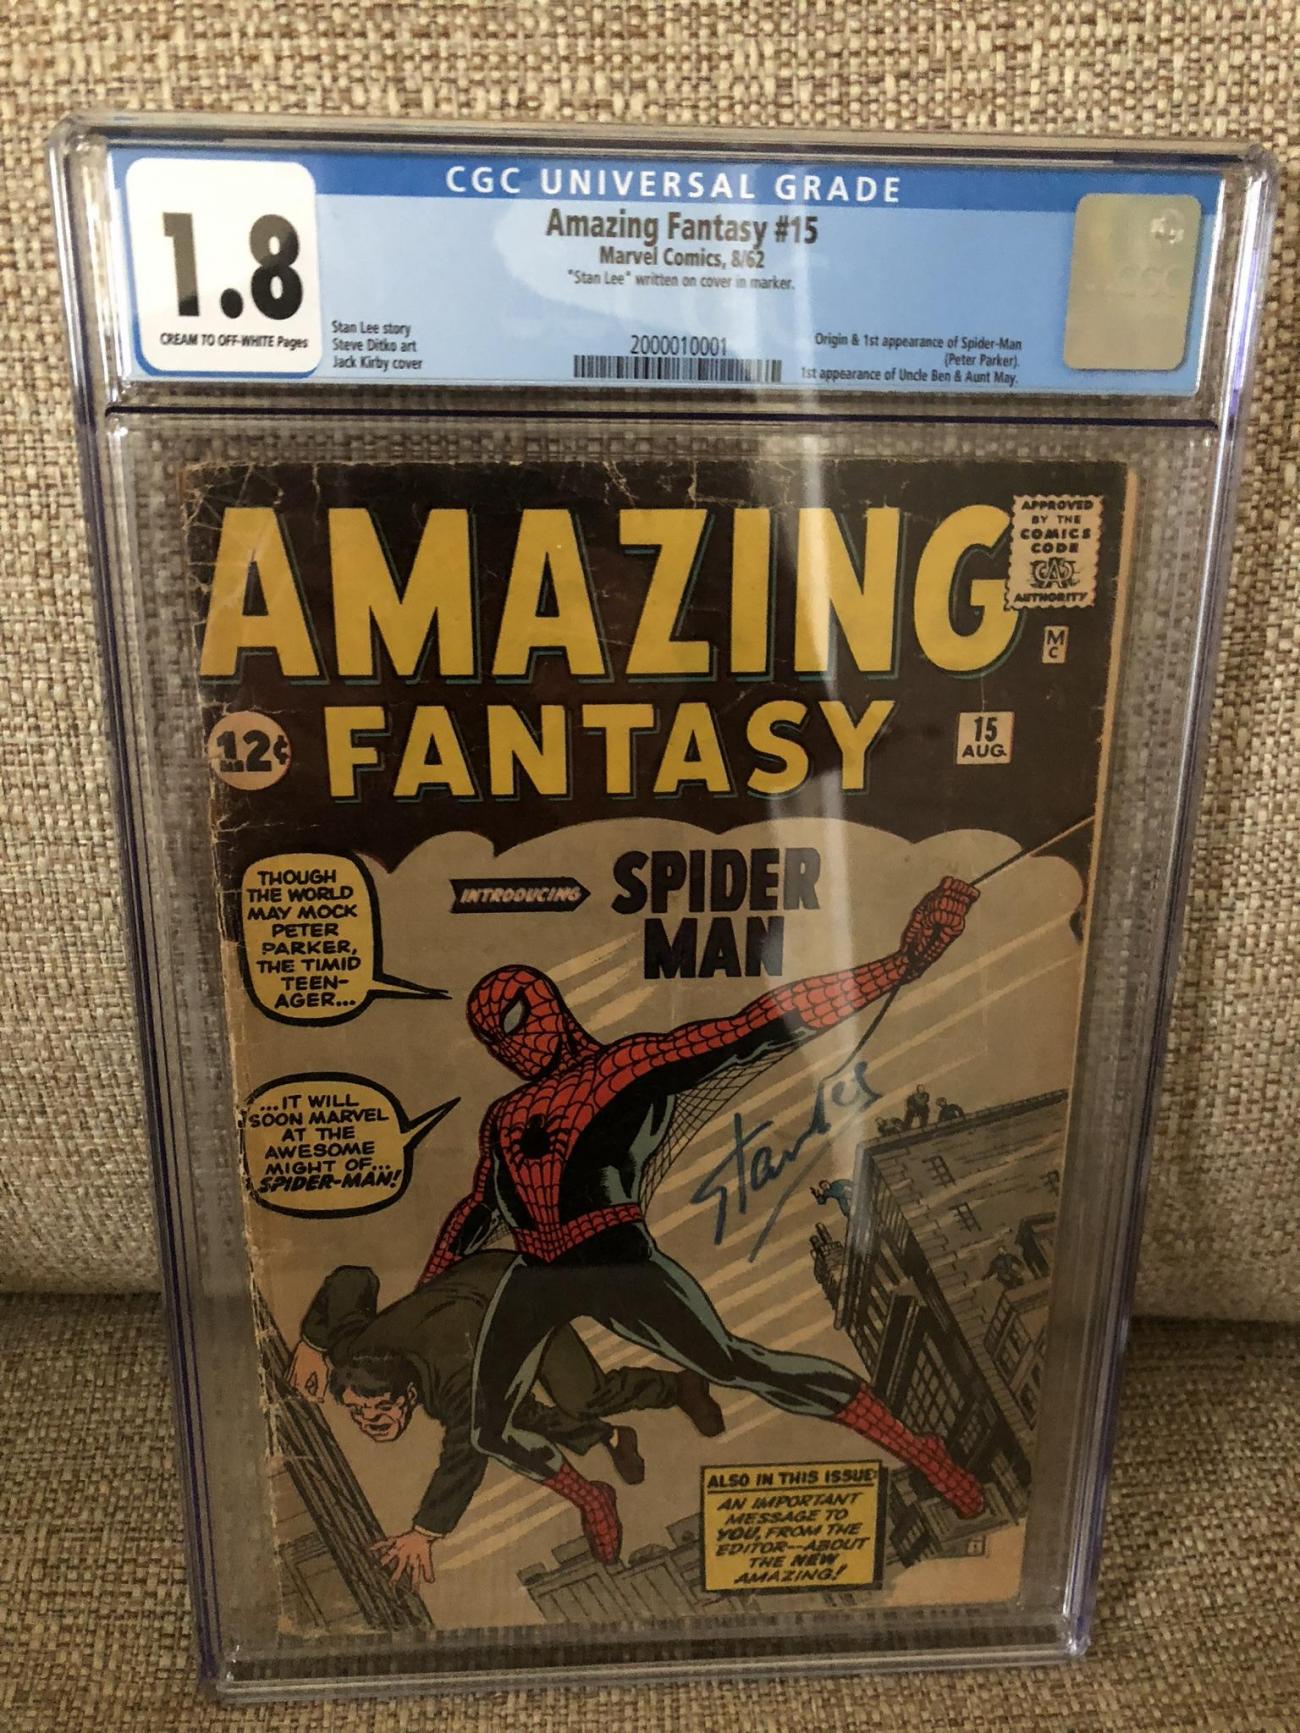 CGC UNIVERSAL GRADE
1.8
CREAM TO OFF-WHITE Pages
Amazing Fantasy #15
Marvel Comics, 8/62
"Stan Lee" written on cover in marker.
Stan Lee story
Steve Ditko art
Jack Kirby cover
2000010001
Origin & 1st appearance of Spider-Man
(Peter Parker).
1st appearance of Uncle Ben & Aunt May.
AMAZING
FANTASY
APPROVED
BY THE
COMICS
CODE
CA
AUTHORITY
M
C
12¢
15
AUG.
INTRODUCING
SPIDER
MAN
THOUGH
THE WORLD
MAY MOCK
PETER
PARKER,
THE TIMID
TEEN-
AGER...
...IT WILL
SOON MARVEL
AT THE
AWESOME
MIGHT OF...
SPIDER-MAN!
Stan Lee
ALSO IN THIS ISSUE:
AN IMPORTANT
MESSAGE TO
YOU, FROM THE
EDITOR--ABOUT
THE NEW
AMAZING!